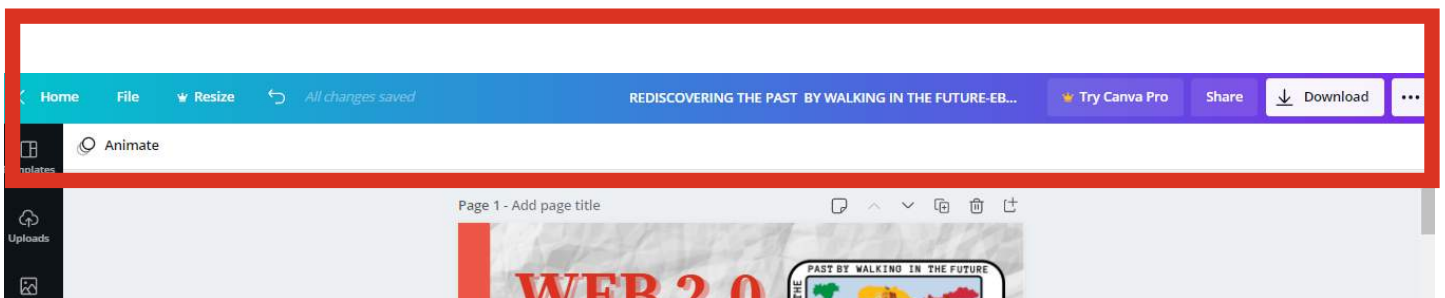 Home File Resize All changes saved REDISCOVERING THE PAST BY WALKING IN THE FUTURE-EB... Try Canva Pro Share Download
Animate
Page 1 - Add page title
Uploads
WEB 2.0
PAST BY WALKING IN THE FUTURE
THE